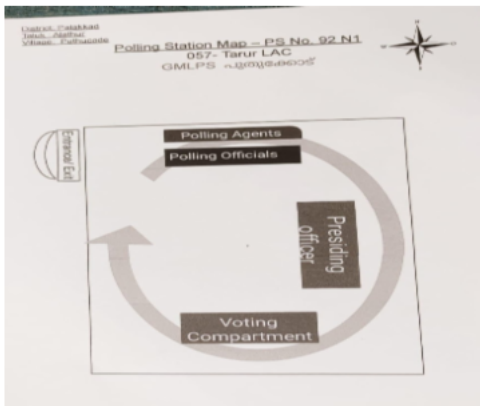 District: Palakkad
Taluk: Alathur
Village: Puthucode
Polling Station Map – PS No. 92 N1
057- Tarur LAC
GMLPS പുതുക്കോട്
N
Entrance/ Exit
Polling Agents
Polling Officials
Presiding
officer
Voting
Compartment